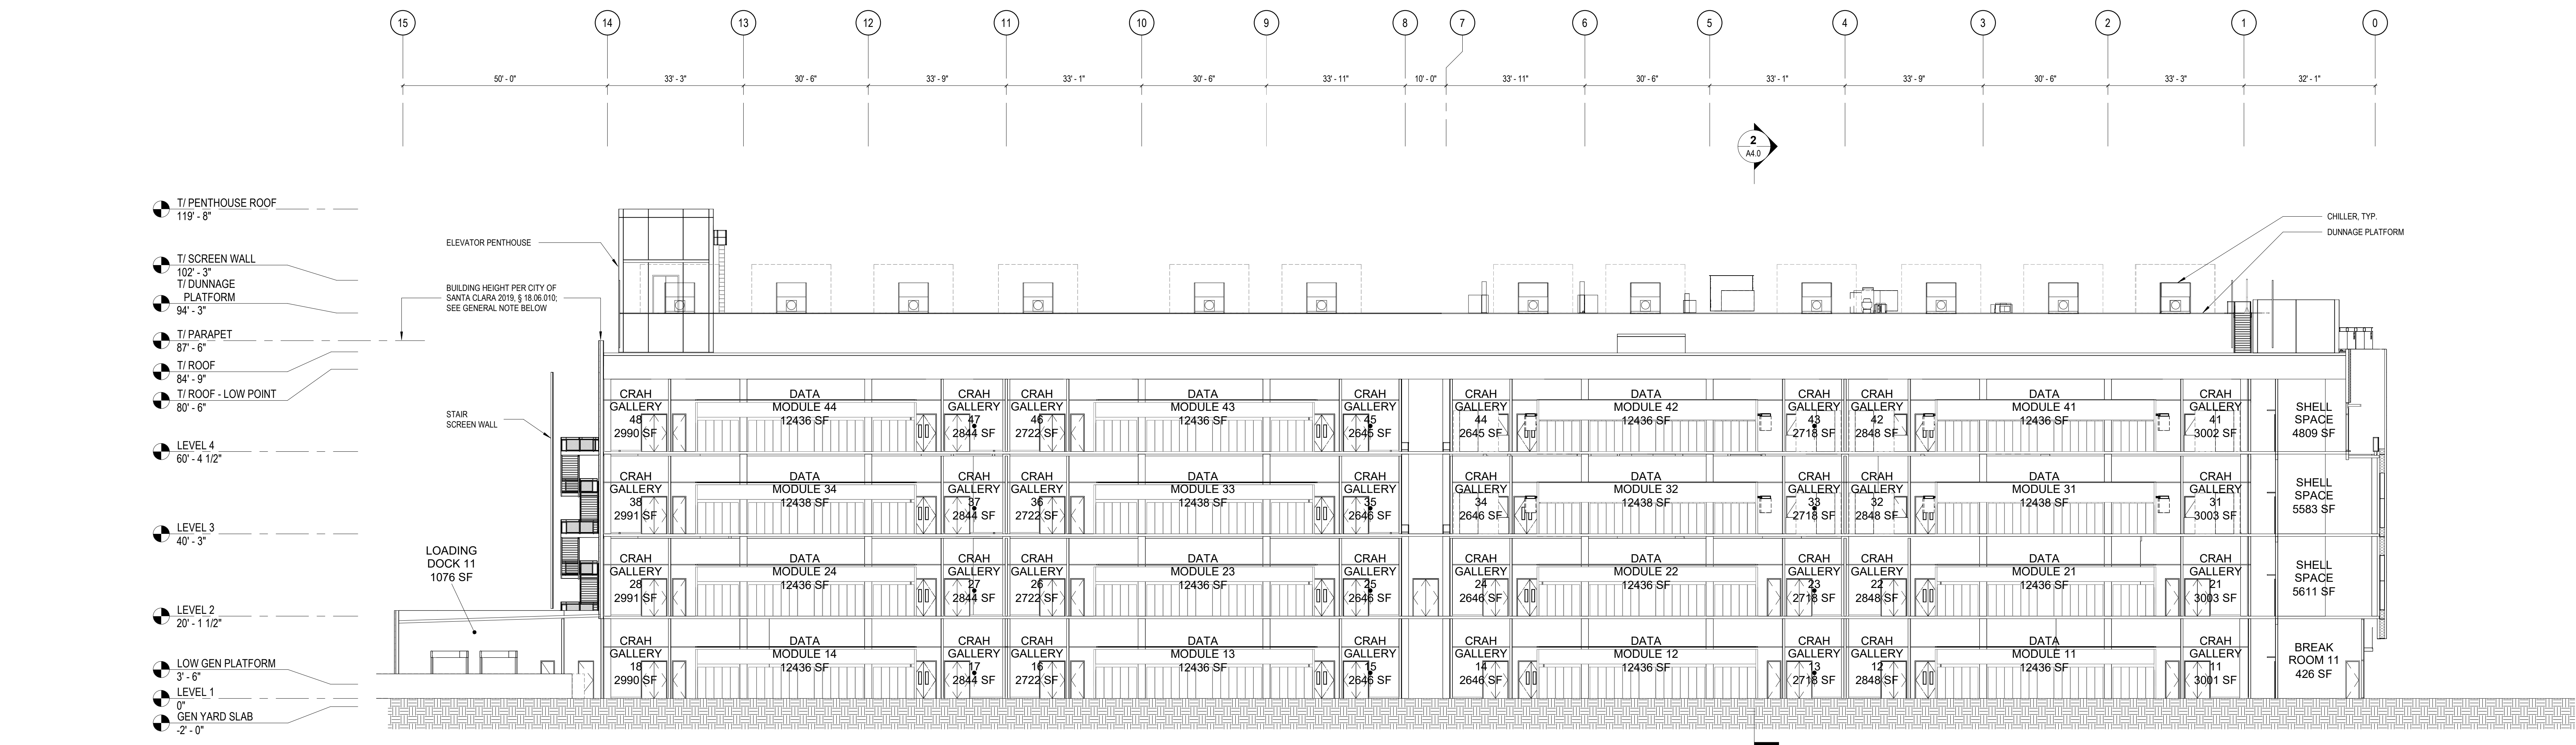 15 14 13 12 11 10 9 8 7 6 5 4 3 2 1 0
50' - 0" 33' - 3" 30' - 6" 33' - 9" 33' - 1" 30' - 6" 33' - 11" 10' - 0" 33' - 11" 30' - 6" 33' - 1" 33' - 9" 30' - 6" 33' - 3" 32' - 1"
2
A4.0
T/ PENTHOUSE ROOF
119' - 8"
T/ SCREEN WALL
102' - 3"
T/ DUNNAGE
PLATFORM
94' - 3"
T/ PARAPET
87' - 6"
T/ ROOF
84' - 9"
T/ ROOF - LOW POINT
80' - 6"
LEVEL 4
60' - 4 1/2"
LEVEL 3
40' - 3"
LEVEL 2
20' - 1 1/2"
LOW GEN PLATFORM
3' - 6"
LEVEL 1
0"
GEN YARD SLAB
-2' - 0"
ELEVATOR PENTHOUSE
BUILDING HEIGHT PER CITY OF
SANTA CLARA 2019, § 18.06.010;
SEE GENERAL NOTE BELOW
STAIR
SCREEN WALL
LOADING
DOCK 11
1076 SF
CHILLER, TYP.
DUNNAGE PLATFORM
CRAH DATA CRAH CRAH DATA CRAH CRAH DATA CRAH CRAH DATA CRAH
GALLERY MODULE 44 GALLERY GALLERY MODULE 43 GALLERY GALLERY MODULE 42 GALLERY GALLERY MODULE 41 GALLERY SHELL
48 12436 SF 47 46 12436 SF 45 44 12436 SF 43 42 12436 SF 41 SPACE
2990 SF 2844 SF 2722 SF 2645 SF 2645 SF 2718 SF 2848 SF 3002 SF 4809 SF
CRAH DATA CRAH CRAH DATA CRAH CRAH DATA CRAH CRAH DATA CRAH
GALLERY MODULE 34 GALLERY GALLERY MODULE 33 GALLERY GALLERY MODULE 32 GALLERY GALLERY MODULE 31 GALLERY SHELL
38 12438 SF 37 36 12438 SF 35 34 12438 SF 33 32 12438 SF 31 SPACE
2991 SF 2844 SF 2722 SF 2646 SF 2646 SF 2718 SF 2848 SF 3003 SF 5583 SF
CRAH DATA CRAH CRAH DATA CRAH CRAH DATA CRAH CRAH DATA CRAH
GALLERY MODULE 24 GALLERY GALLERY MODULE 23 GALLERY GALLERY MODULE 22 GALLERY GALLERY MODULE 21 GALLERY SHELL
28 12436 SF 27 26 12436 SF 25 24 12436 SF 23 22 12436 SF 21 SPACE
2991 SF 2844 SF 2722 SF 2646 SF 2646 SF 2718 SF 2848 SF 3003 SF 5611 SF
CRAH DATA CRAH CRAH DATA CRAH CRAH DATA CRAH CRAH DATA CRAH
GALLERY MODULE 14 GALLERY GALLERY MODULE 13 GALLERY GALLERY MODULE 12 GALLERY GALLERY MODULE 11 GALLERY BREAK
18 12436 SF 17 16 12436 SF 15 14 12436 SF 13 12 12436 SF 11 ROOM 11
2990 SF 2844 SF 2722 SF 2645 SF 2646 SF 2718 SF 2848 SF 3001 SF 426 SF